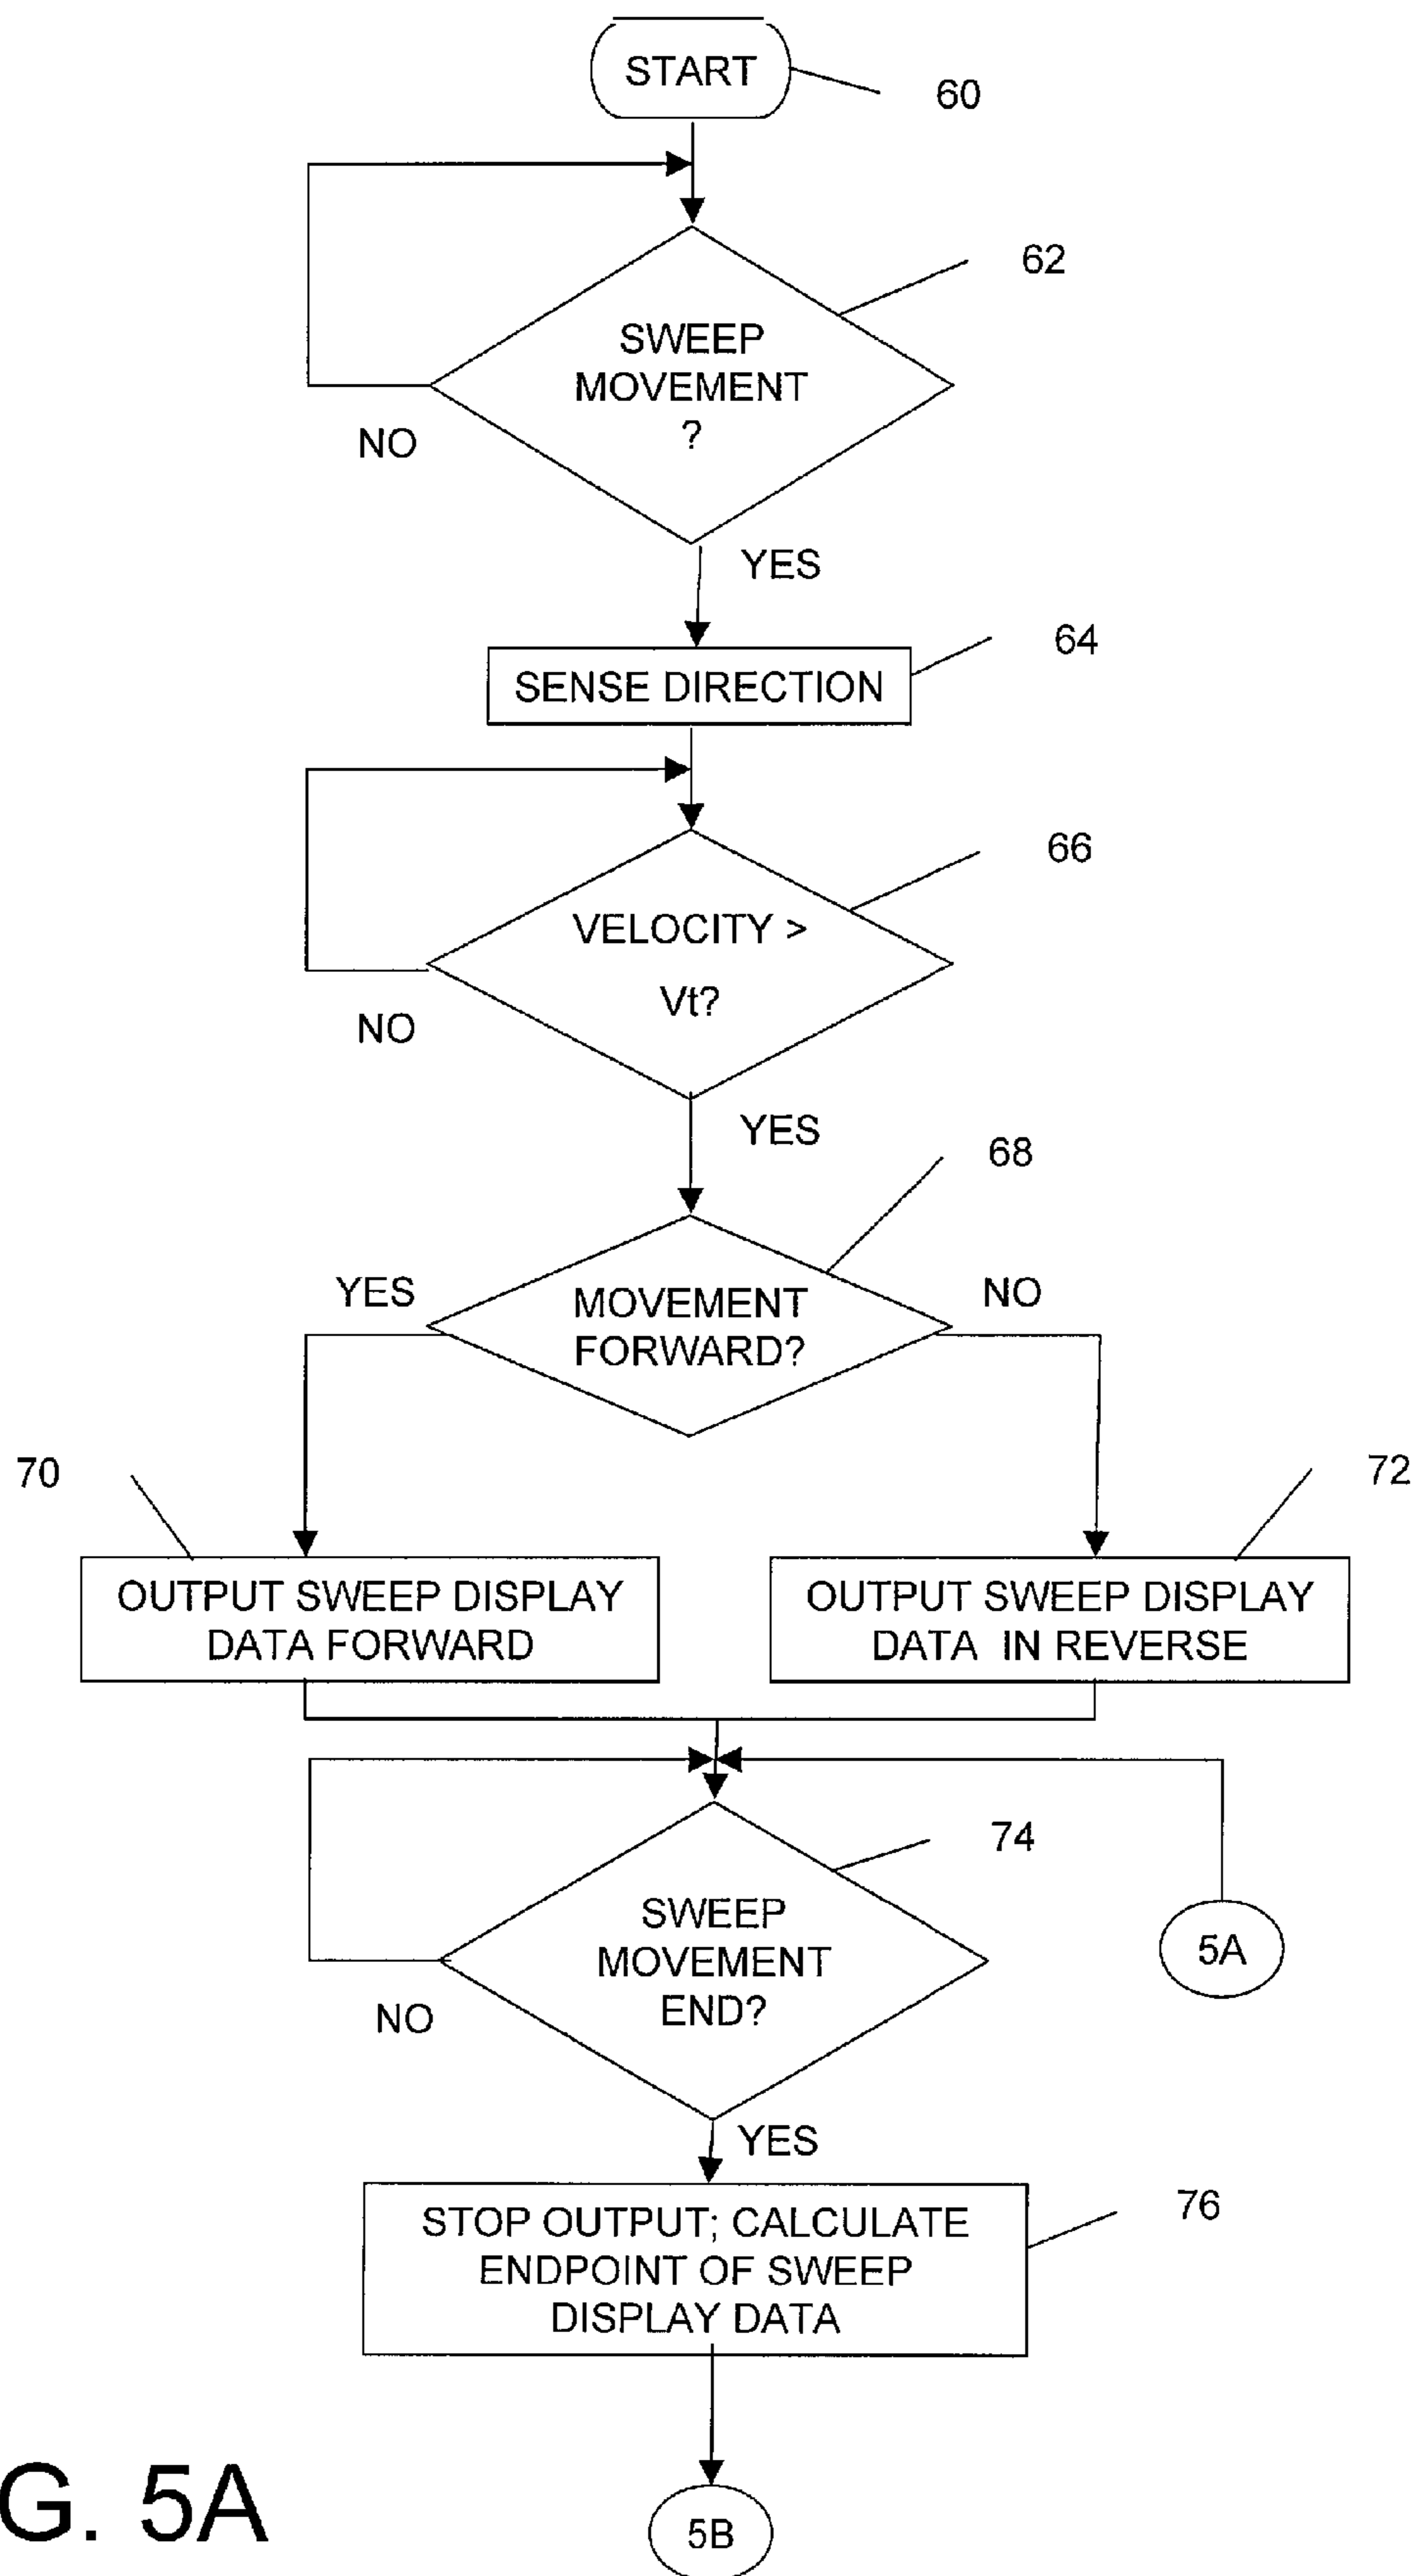 START
60
62
SWEEP
MOVEMENT
?
NO
YES
64
SENSE DIRECTION
66
VELOCITY >
Vt?
NO
YES
68
YES
MOVEMENT
FORWARD?
NO
70
72
OUTPUT SWEEP DISPLAY
DATA FORWARD
OUTPUT SWEEP DISPLAY
DATA IN REVERSE
74
SWEEP
MOVEMENT
END?
5A
NO
YES
76
STOP OUTPUT; CALCULATE
ENDPOINT OF SWEEP
DISPLAY DATA
G. 5A
5B